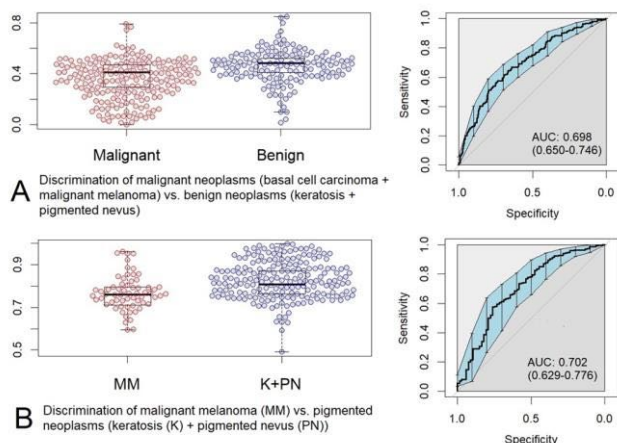 0.8
0.4
0.0
Malignant
Benign
A
Discrimination of malignant neoplasms (basal cell carcinoma +
malignant melanoma) vs. benign neoplasms (keratosis +
pigmented nevus)
Sensitivity
0.0 0.2 0.4 0.6 0.8 1.0
AUC: 0.698
(0.650-0.746)
1.0 0.5 0.0
Specificity
0.9
0.7
0.5
MM
K+PN
B
Discrimination of malignant melanoma (MM) vs. pigmented
neoplasms (keratosis (K) + pigmented nevus (PN))
Sensitivity
0.0 0.2 0.4 0.6 0.8 1.0
AUC: 0.702
(0.629-0.776)
1.0 0.5 0.0
Specificity